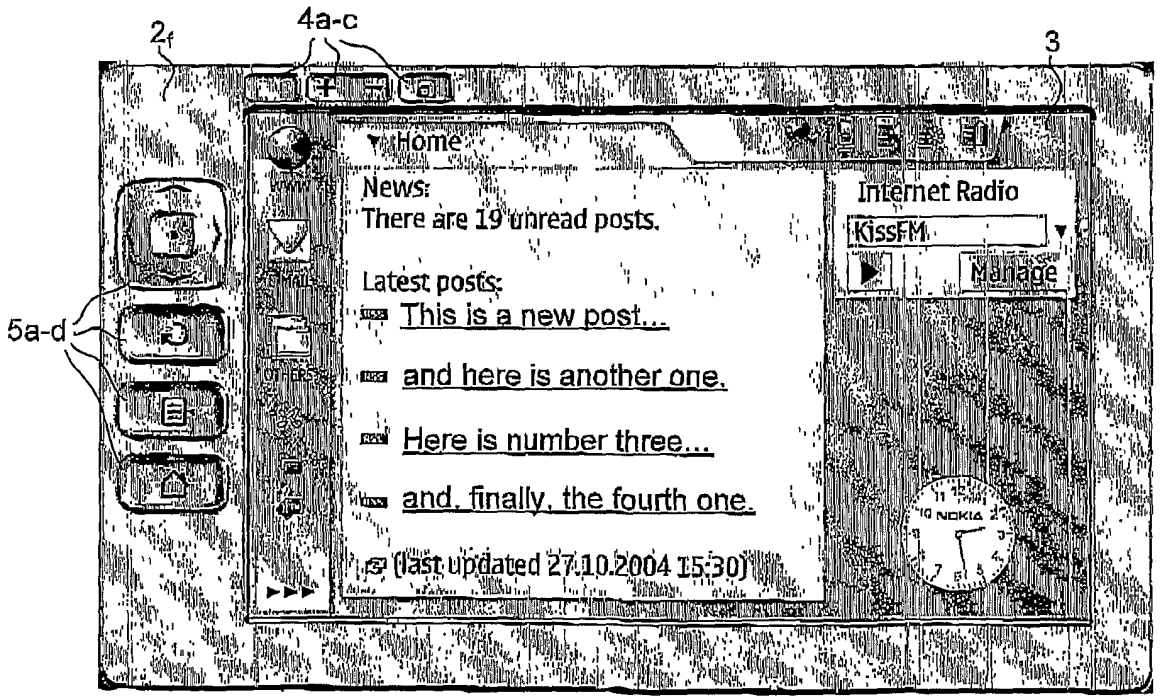 2f
4a-c
3
Home
www
News:
There are 19 unread posts.
Internet Radio
KissFM
Manage
Latest posts:
This is a new post...
5a-d
OTHERS
and here is another one.
Here is number three...
and, finally, the fourth one.
NOKIA
(last updated 27.10.2004 15:30)